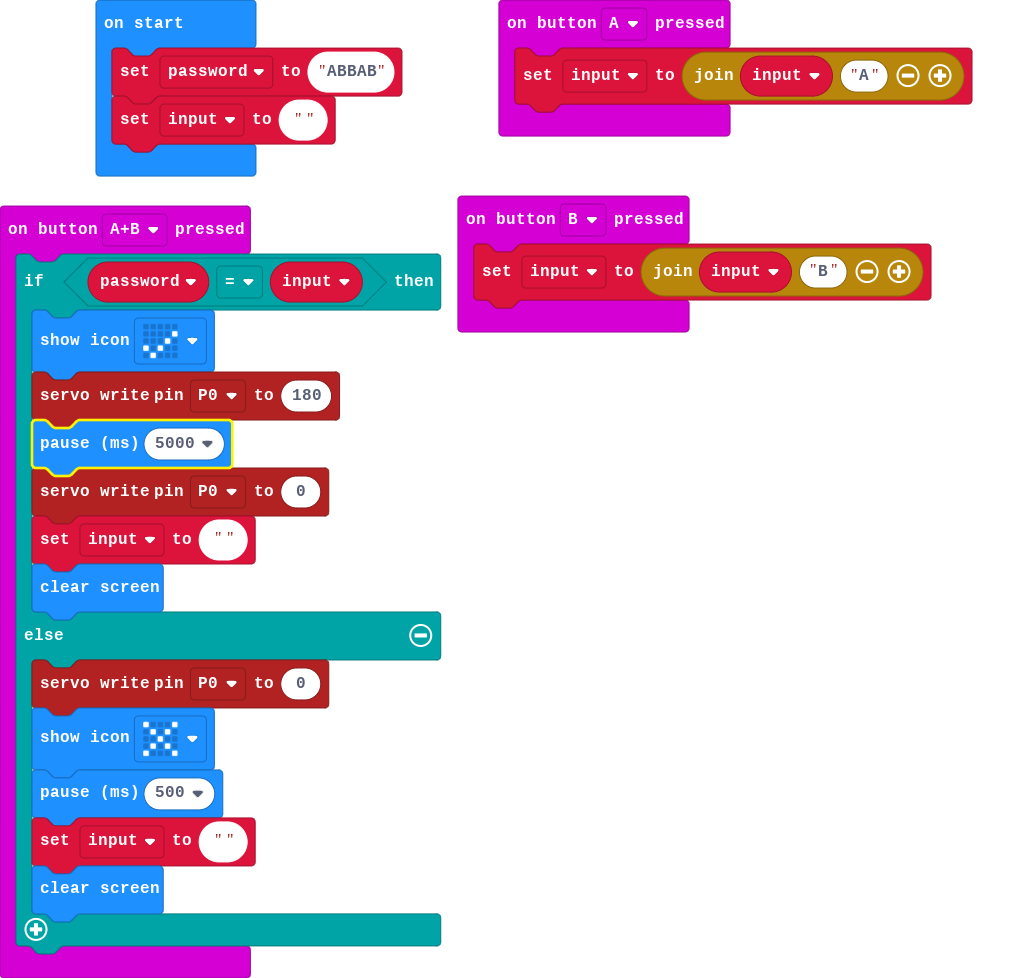 on start
set password to "ABBAB"
set input to " "
on button A pressed
set input to join input "A"
on button A+B pressed
if password = input then
show icon
servo write pin P0 to 180
pause (ms) 5000
servo write pin P0 to 0
set input to " "
clear screen
else
servo write pin P0 to 0
show icon
pause (ms) 500
set input to " "
clear screen
on button B pressed
set input to join input "B"